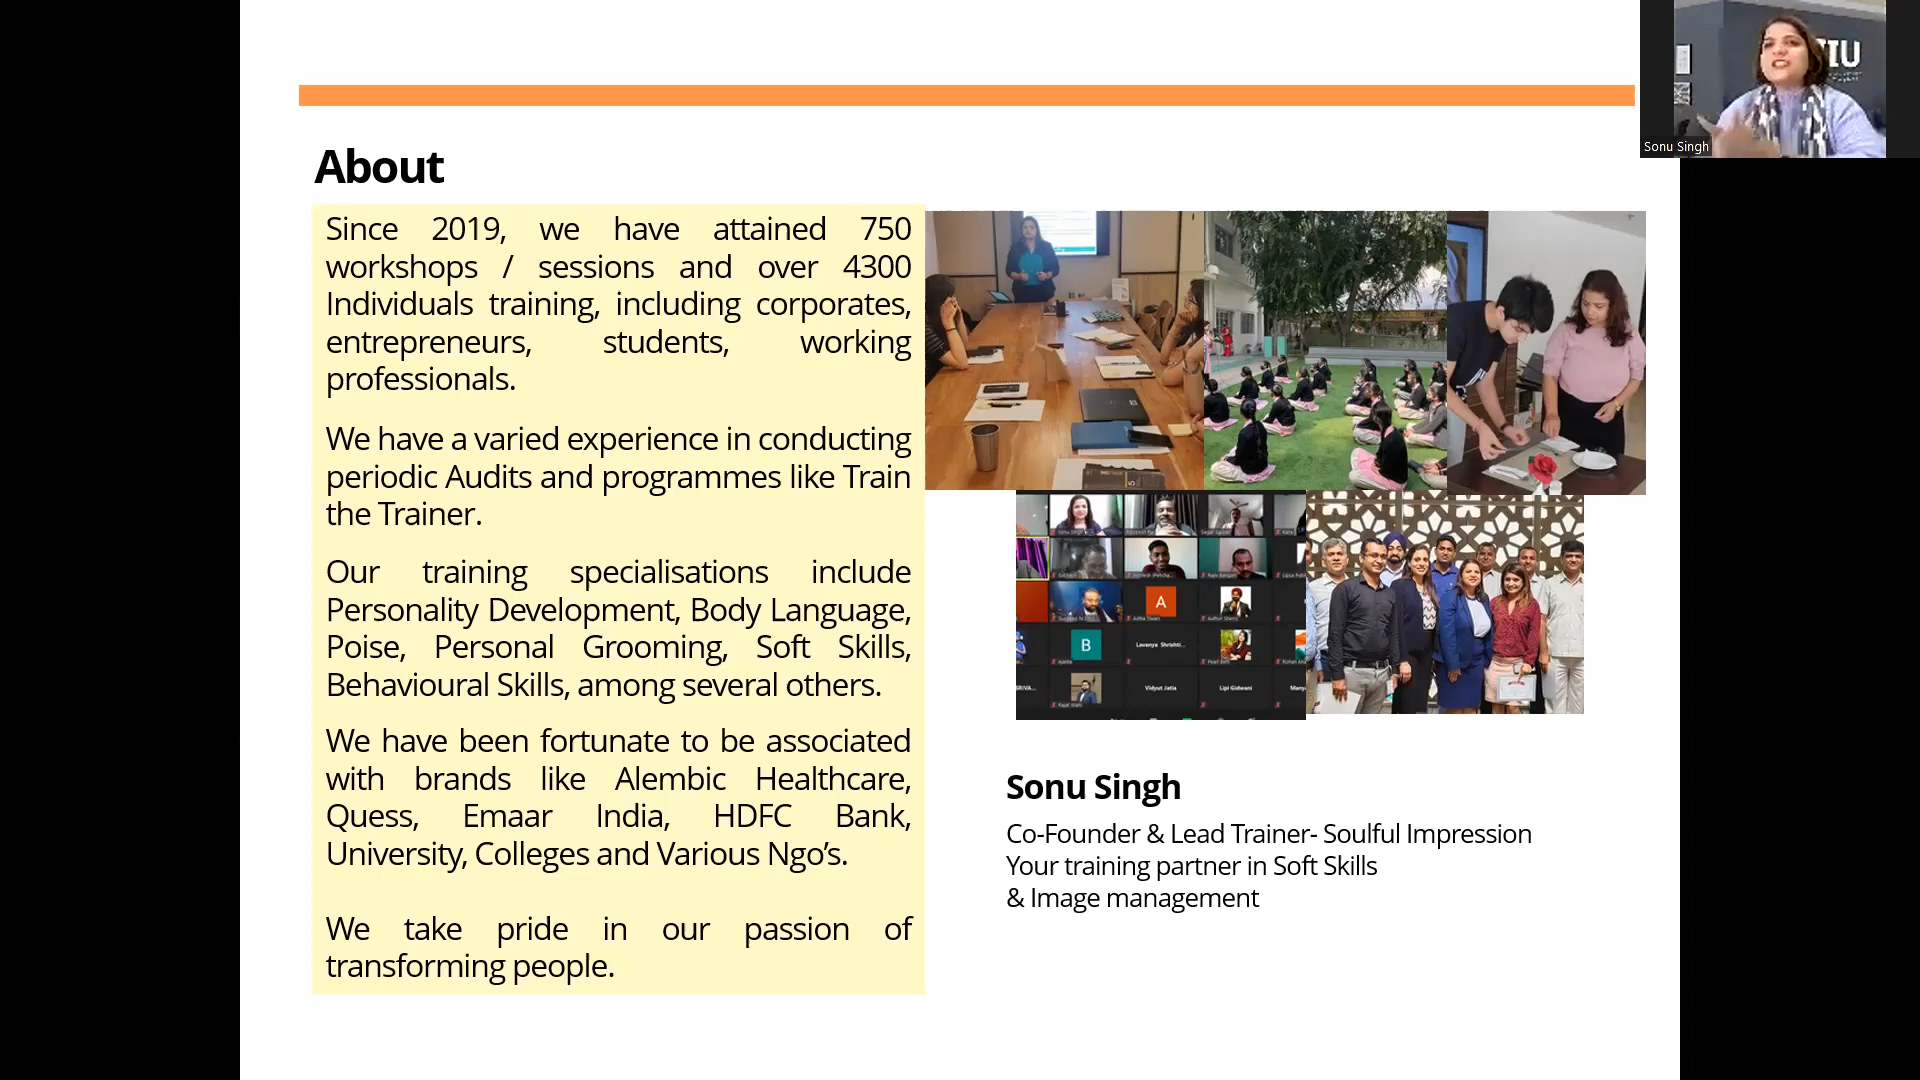 IU
Sonu Singh
About
Since 2019, we have attained 750
workshops / sessions and over 4300
Individuals training, including corporates,
entrepreneurs, students, working
professionals.
We have a varied experience in conducting
periodic Audits and programmes like Train
the Trainer.
Our training specialisations include
Personality Development, Body Language,
Poise, Personal Grooming, Soft Skills,
Behavioural Skills, among several others.
We have been fortunate to be associated
with brands like Alembic Healthcare,
Quess, Emaar India, HDFC Bank,
University, Colleges and Various Ngo’s.
We take pride in our passion of
transforming people.
A
B
Lavanya Shrishti...
Vidyut Jatia
Lipi Gidwani
Sonu Singh
Co-Founder & Lead Trainer- Soulful Impression
Your training partner in Soft Skills
& Image management